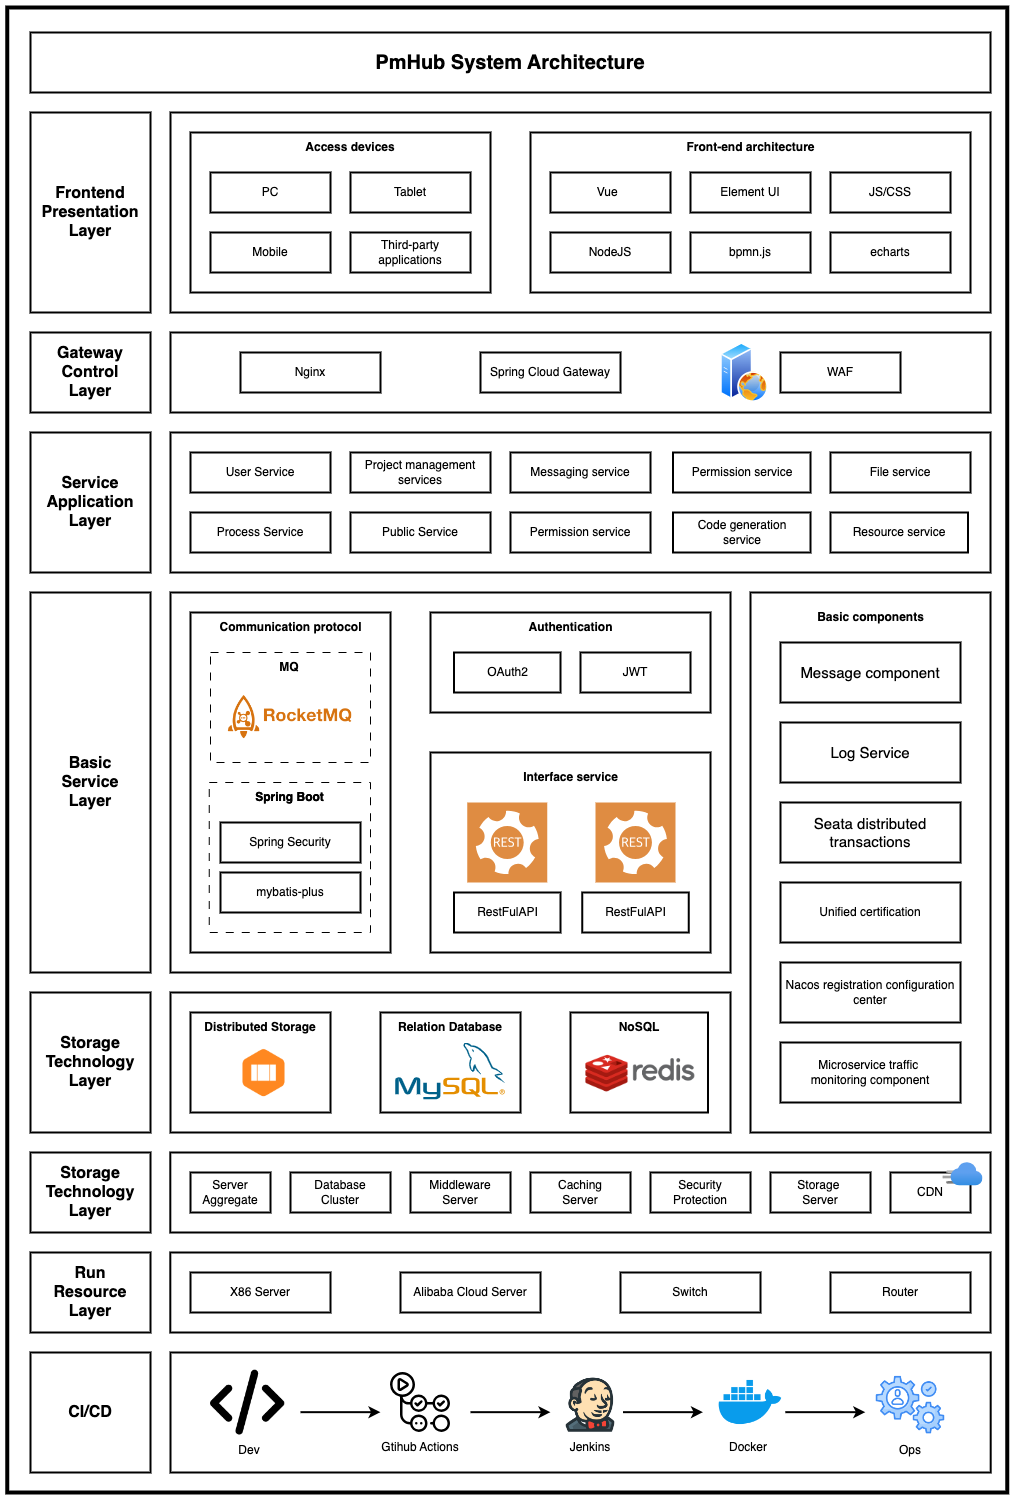 PmHub System Architecture
Frontend
Presentation
Layer
Access devices
PC
Tablet
Mobile
Third-party
applications
Front-end architecture
Vue
Element UI
JS/CSS
NodeJS
bpmn.js
echarts
Gateway
Control
Layer
Nginx
Spring Cloud Gateway
WAF
Service
Application
Layer
User Service
Project management
services
Messaging service
Permission service
File service
Process Service
Public Service
Permission service
Code generation
service
Resource service
Basic
Service
Layer
Communication protocol
MQ
RocketMQ
Spring Boot
Spring Security
mybatis-plus
Authentication
OAuth2
JWT
Interface service
REST
REST
RestFulAPI
RestFulAPI
Basic components
Message component
Log Service
Seata distributed
transactions
Unified certification
Nacos registration configuration
center
Microservice traffic
monitoring component
Storage
Technology
Layer
Distributed Storage
Relation Database
MySQL®
NoSQL
redis
Storage
Technology
Layer
Server
Aggregate
Database
Cluster
Middleware
Server
Caching
Server
Security
Protection
Storage
Server
CDN
Run
Resource
Layer
X86 Server
Alibaba Cloud Server
Switch
Router
CI/CD
Dev
Gtihub Actions
Jenkins
Docker
Ops